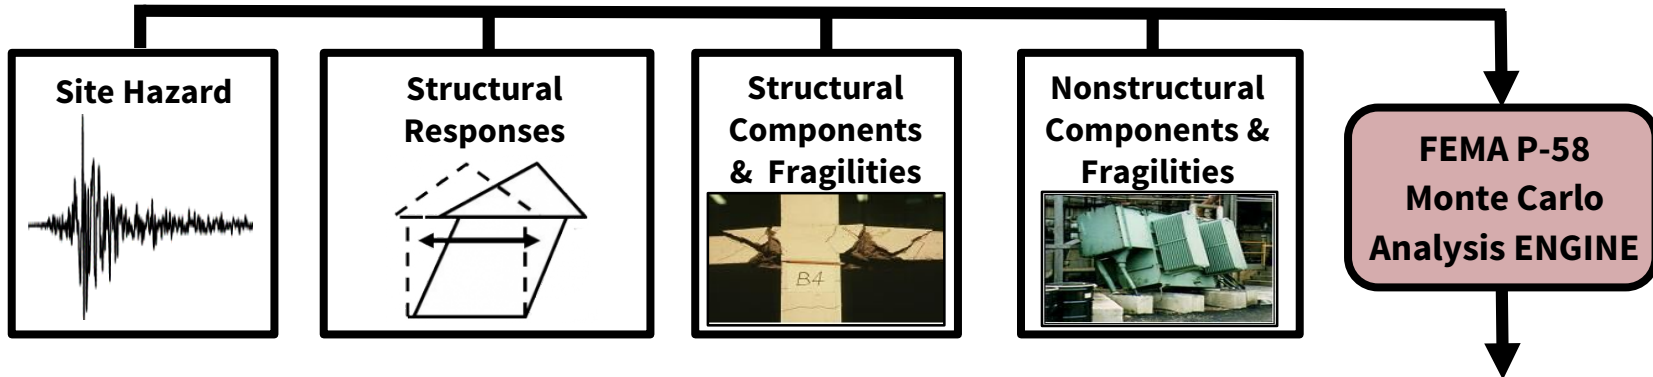 Site Hazard
Structural
Responses
Structural
Components
& Fragilities
B4
Nonstructural
Components &
Fragilities
FEMA P-58
Monte Carlo
Analysis ENGINE